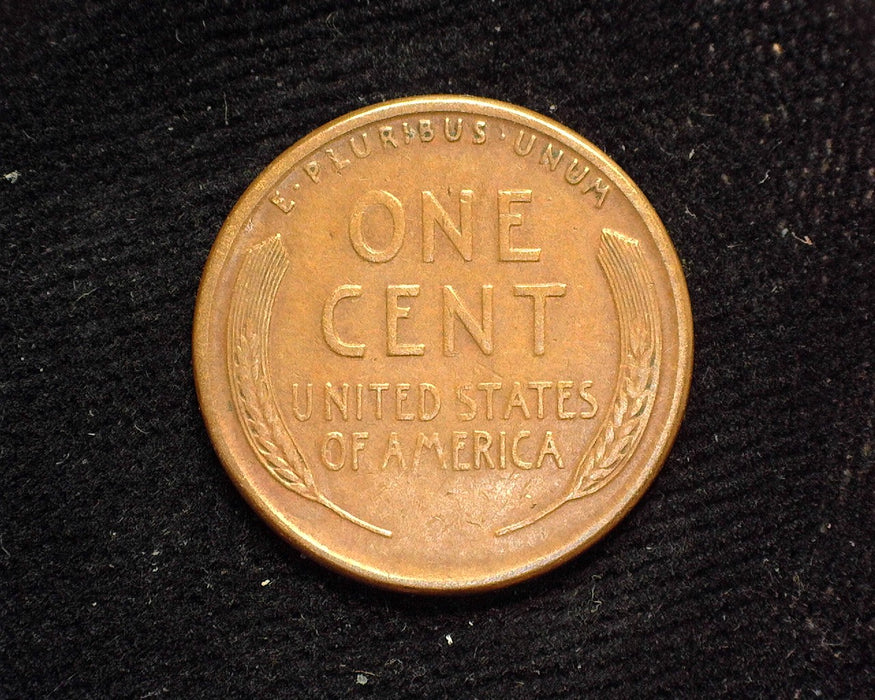 E·PLURIBUS·UNUM
ONE
CENT
UNITED STATES
OF AMERICA